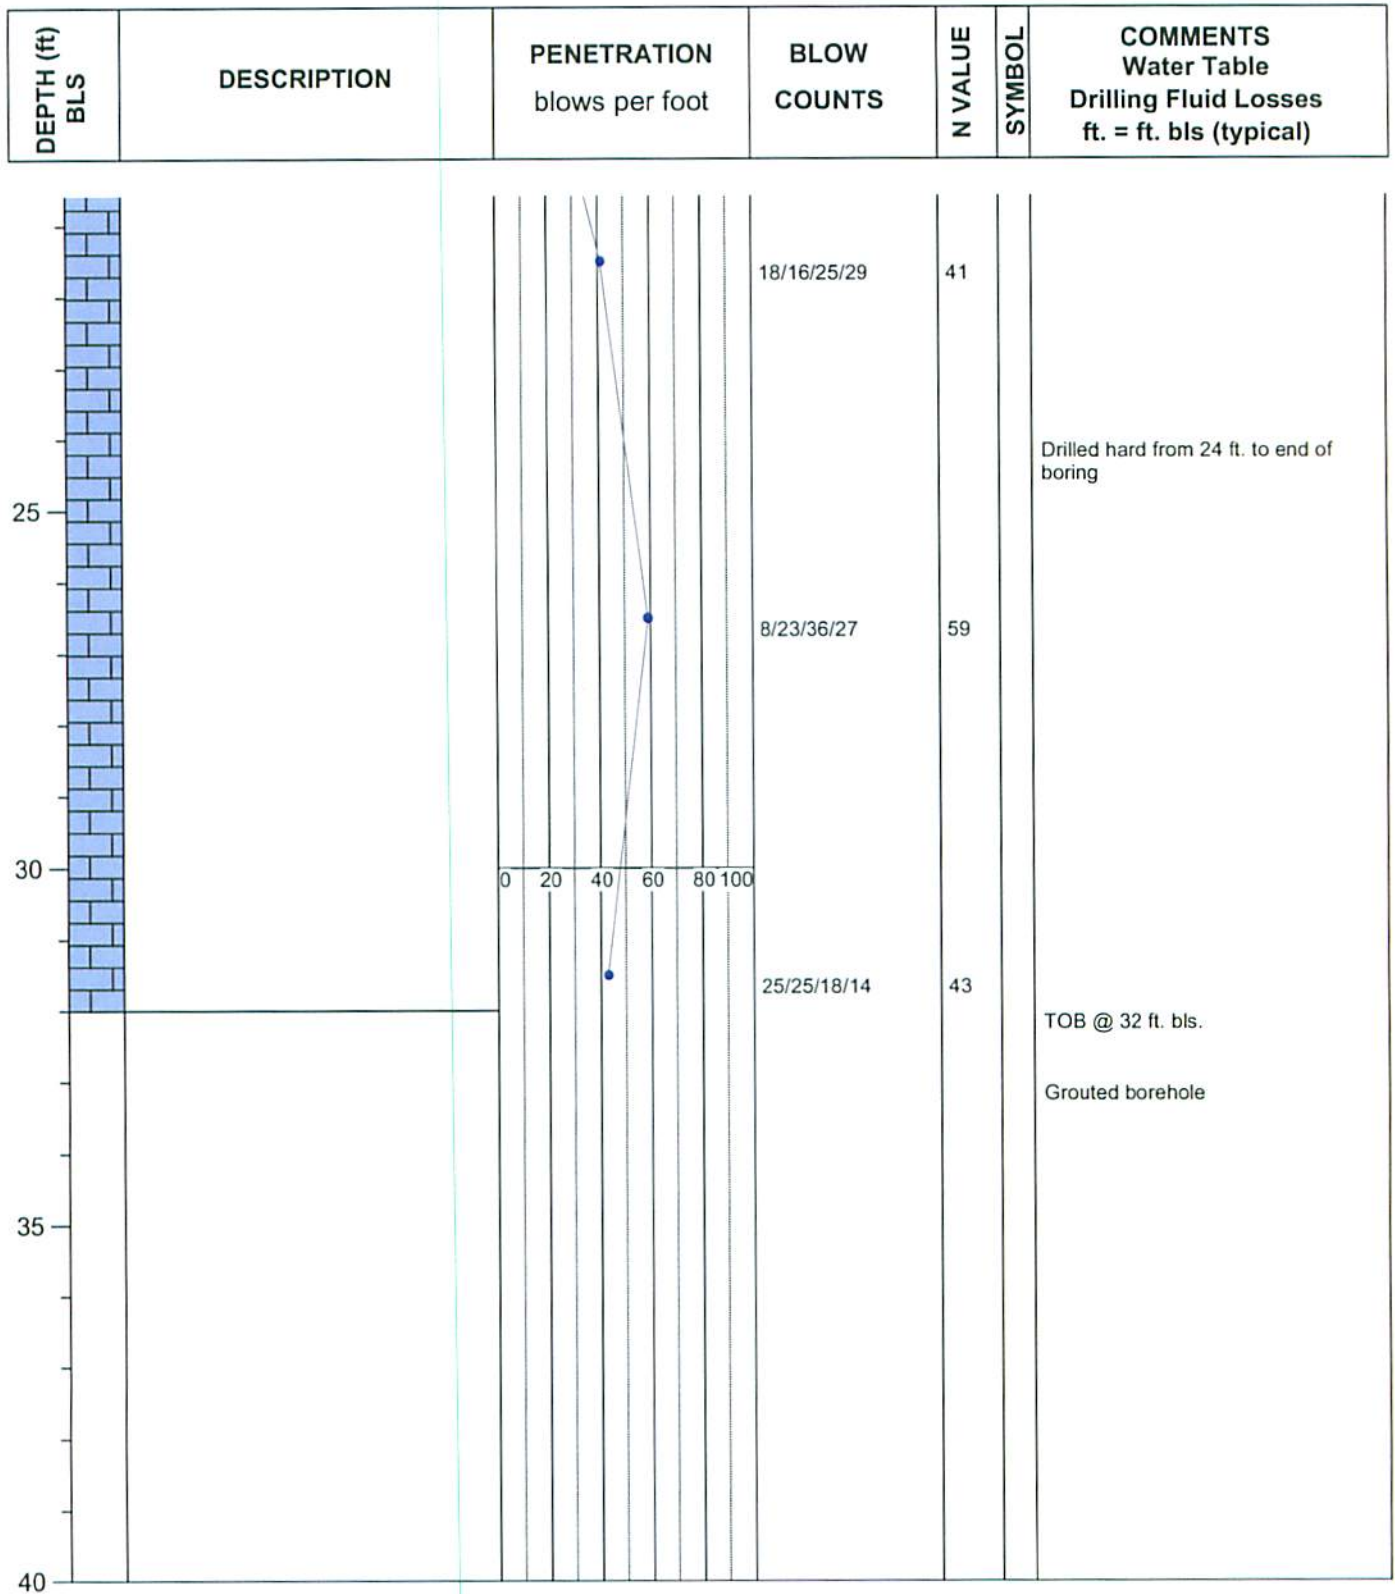 DEPTH (ft)
BLS
DESCRIPTION
PENETRATION
blows per foot
BLOW
COUNTS
N VALUE
SYMBOL
COMMENTS
Water Table
Drilling Fluid Losses
ft. = ft. bls (typical)
18/16/25/29 41
Drilled hard from 24 ft. to end of
boring
25
8/23/36/27 59
30
0 20 40 60 80 100
25/25/18/14 43
TOB @ 32 ft. bls.
Grouted borehole
35
40